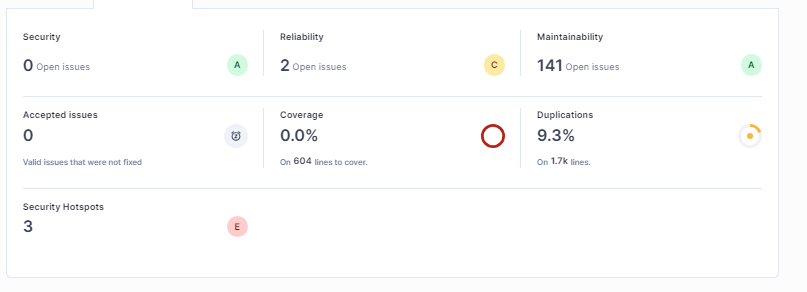 Security
0 Open issues
A
Reliability
2 Open issues
C
Maintainability
141 Open issues
A
Accepted issues
0
Valid issues that were not fixed
Coverage
0.0%
On 604 lines to cover.
Duplications
9.3%
On 1.7k lines.
Security Hotspots
3
E